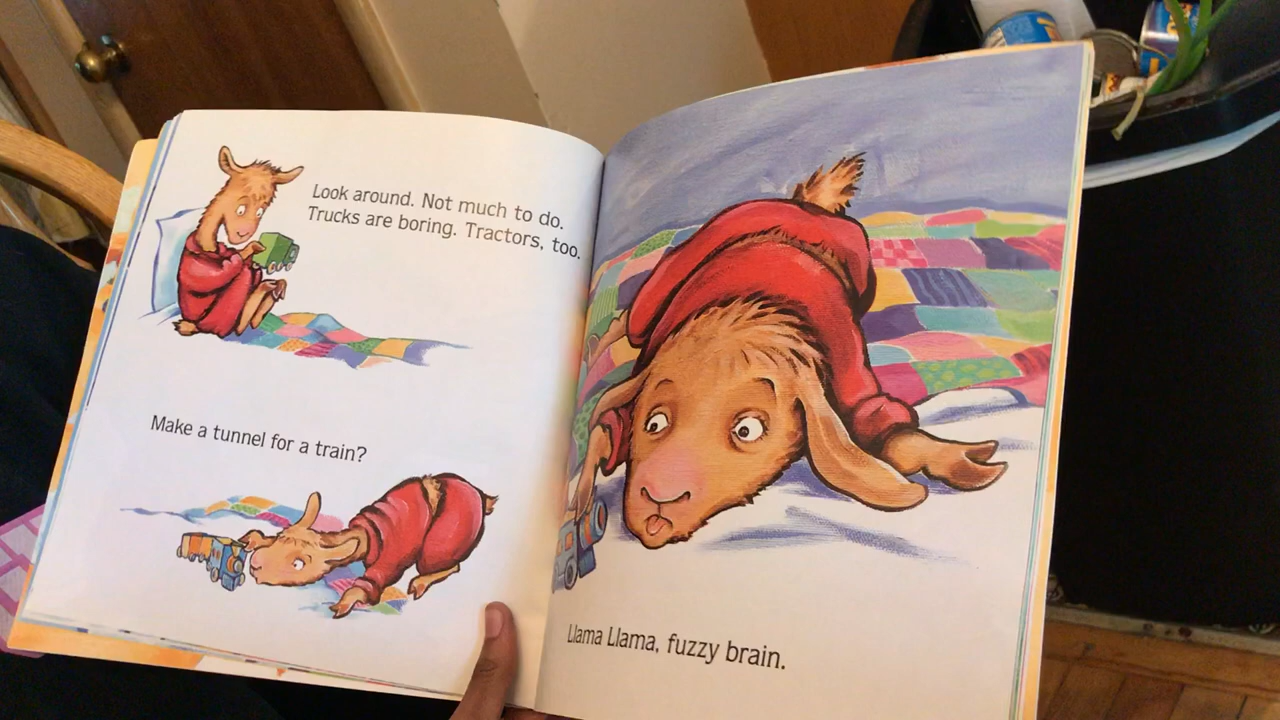 Look around. Not much to do.
Trucks are boring. Tractors, too.
Make a tunnel for a train?
Llama Llama, fuzzy brain.